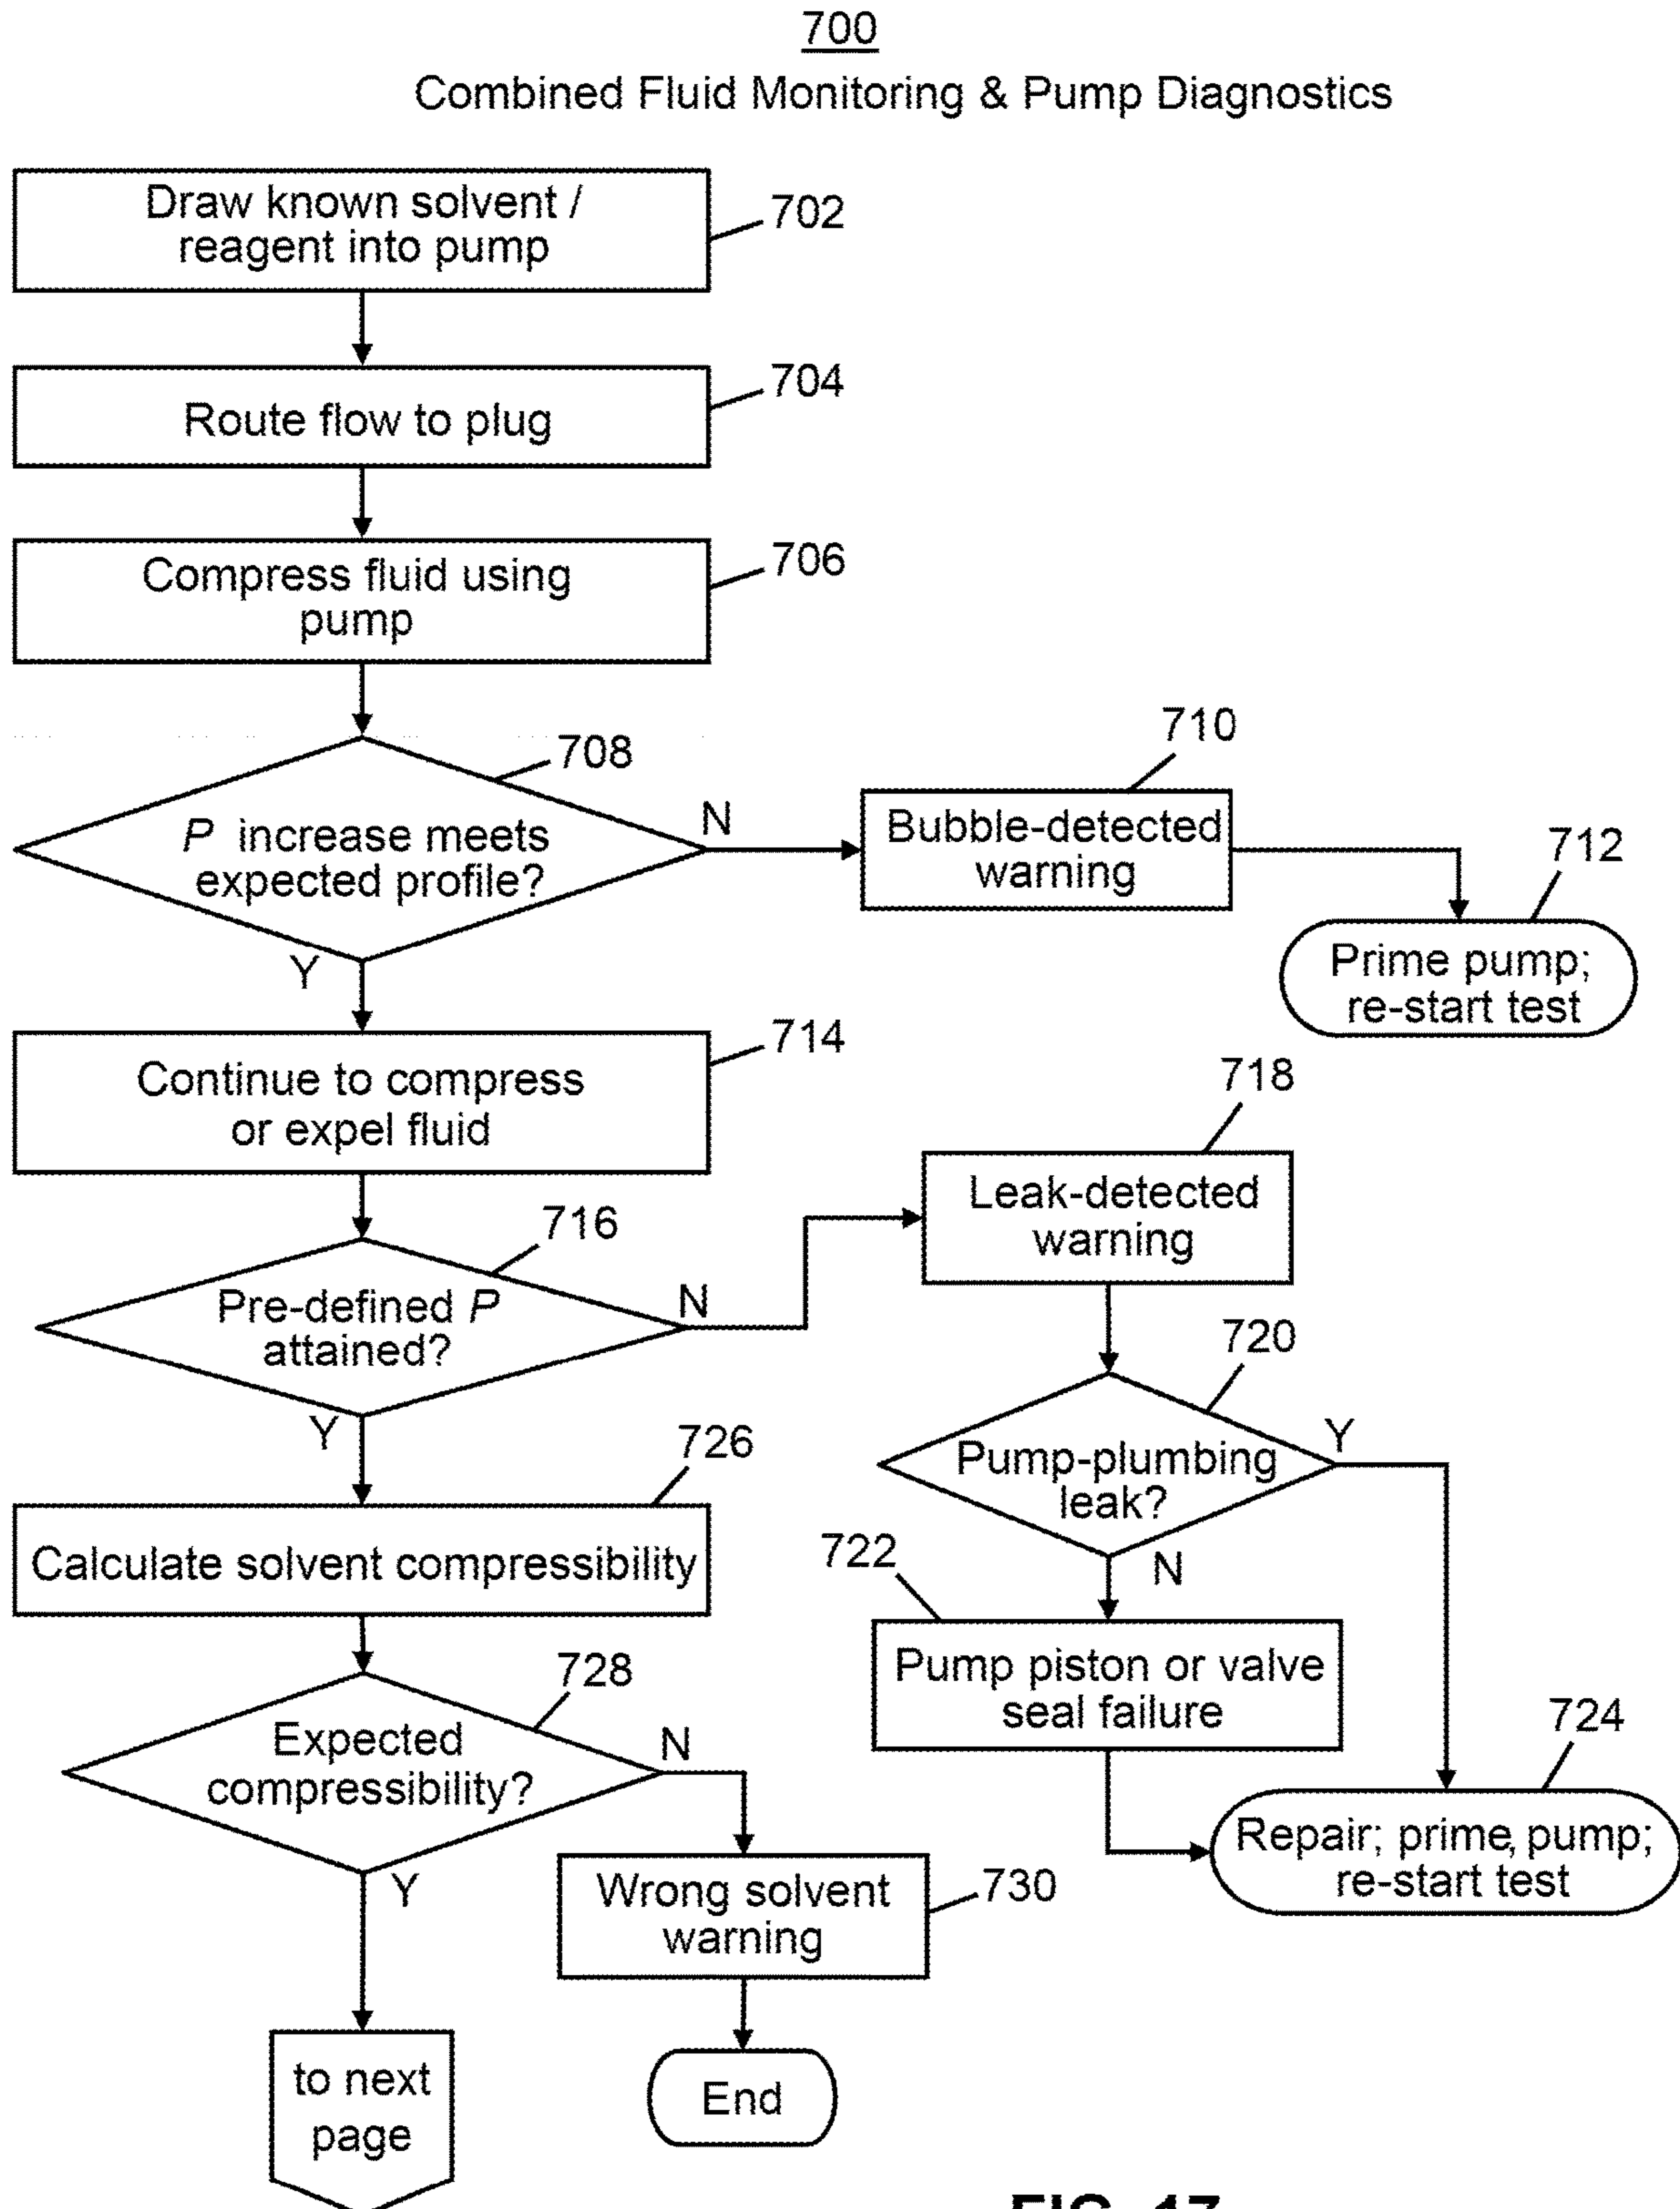 700
Combined Fluid Monitoring & Pump Diagnostics
Draw known solvent /
reagent into pump
702
Route flow to plug
704
Compress fluid using
pump
706
708
P increase meets
expected profile?
N
Y
710
Bubble-detected
warning
712
Prime pump;
re-start test
714
Continue to compress
or expel fluid
716
Pre-defined P
attained?
N
Y
718
Leak-detected
warning
720
Pump-plumbing
leak?
Y
N
722
Pump piston or valve
seal failure
724
Repair; prime, pump;
re-start test
726
Calculate solvent compressibility
728
Expected
compressibility?
N
Y
Wrong solvent
warning
730
End
to next
page
FIG. 17